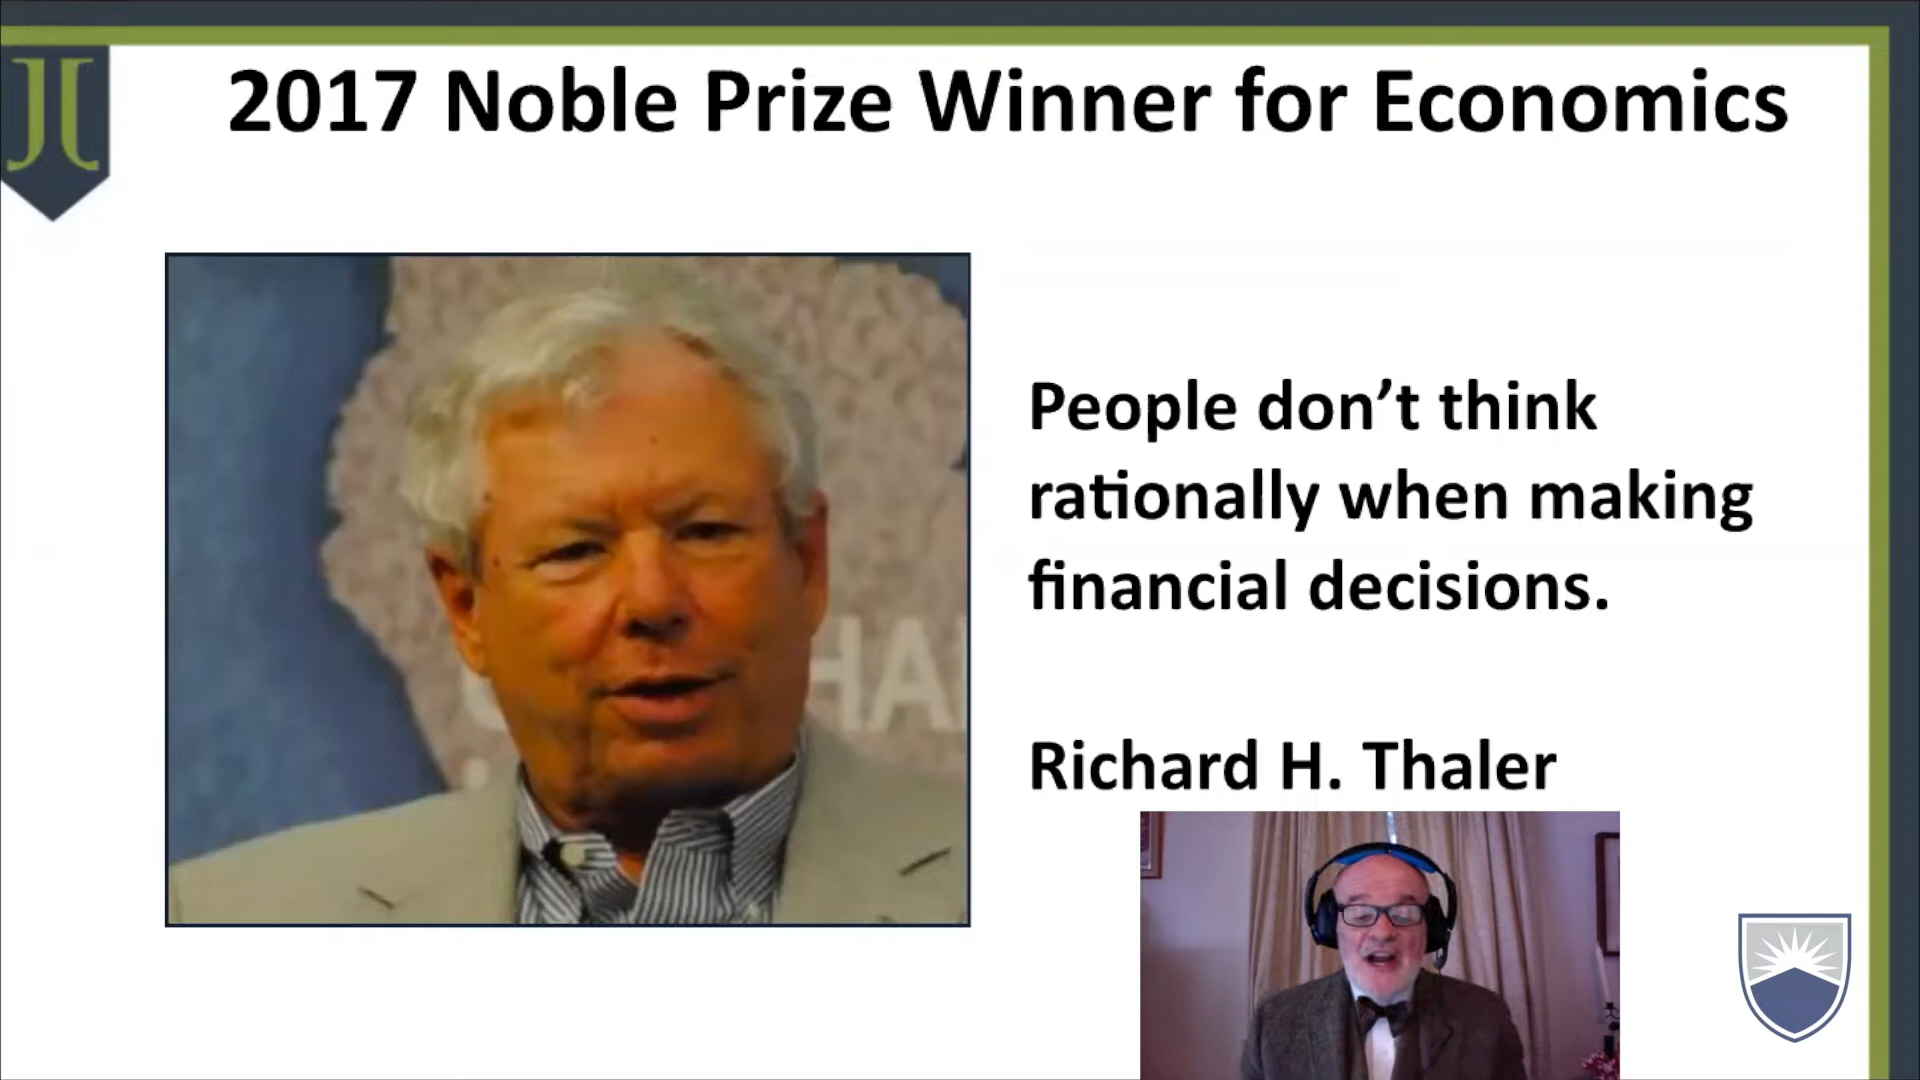 2017 Noble Prize Winner for Economics
People don’t think
rationally when making
financial decisions.
Richard H. Thaler